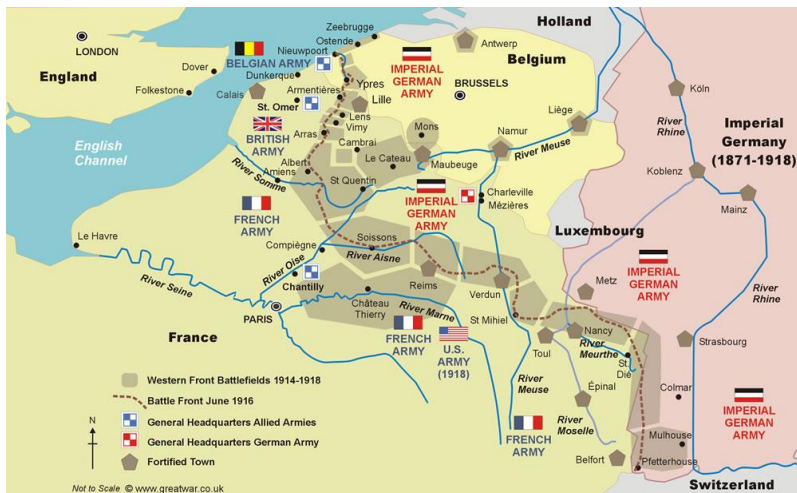 Holland
Zeebrugge
Ostende
Nieuwpoort
LONDON
England
Dover
Folkestone
BELGIAN ARMY
Dunkerque
Calais
Armentières
St. Omer
Ypres
Lille
IMPERIAL
GERMAN
ARMY
Antwerp
Belgium
BRUSSELS
Köln
River
Rhine
Imperial
Germany
(1871-1918)
Liège
English
Channel
BRITISH
ARMY
Lens
Vimy
Arras
Cambrai
Mons
Namur
River Meuse
Maubeuge
Le Cateau
Koblenz
Mainz
River Somme
Albert
Amiens
St Quentin
IMPERIAL
GERMAN
ARMY
Charleville
Mézières
FRENCH
ARMY
Luxembourg
Le Havre
Compiègne
Soissons
River Aisne
River Oise
Chantilly
River Seine
PARIS
Reims
Verdun
Metz
IMPERIAL
GERMAN
ARMY
River
Rhine
Château
Thierry
River Marne
St Mihiel
France
FRENCH
ARMY
U.S.
ARMY
(1918)
Toul
Nancy
River
Meurthe
St.
Dié
Strasbourg
River
Meuse
Épinal
River
Moselle
Colmar
IMPERIAL
GERMAN
ARMY
FRENCH
ARMY
Belfort
Mulhouse
Pfetterhouse
Switzerland
Western Front Battlefields 1914-1918
Battle Front June 1916
General Headquarters Allied Armies
General Headquarters German Army
Fortified Town
N
Not to Scale © www.greatwar.co.uk